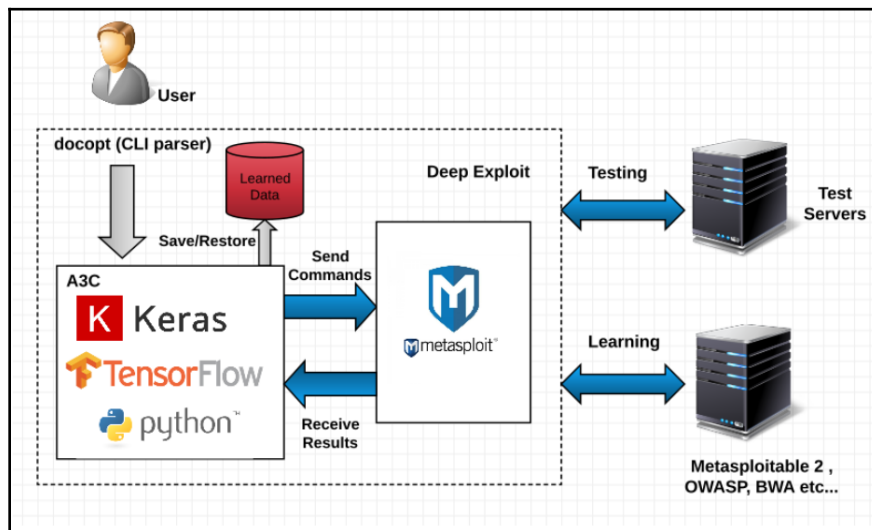 User
docopt (CLI parser)
Learned
Data
Deep Exploit
Testing
Test
Servers
Save/Restore
Send
Commands
A3C
K Keras
TensorFlow
python™
M
metasploit®
Receive
Results
Learning
Metasploitable 2 ,
OWASP, BWA etc...